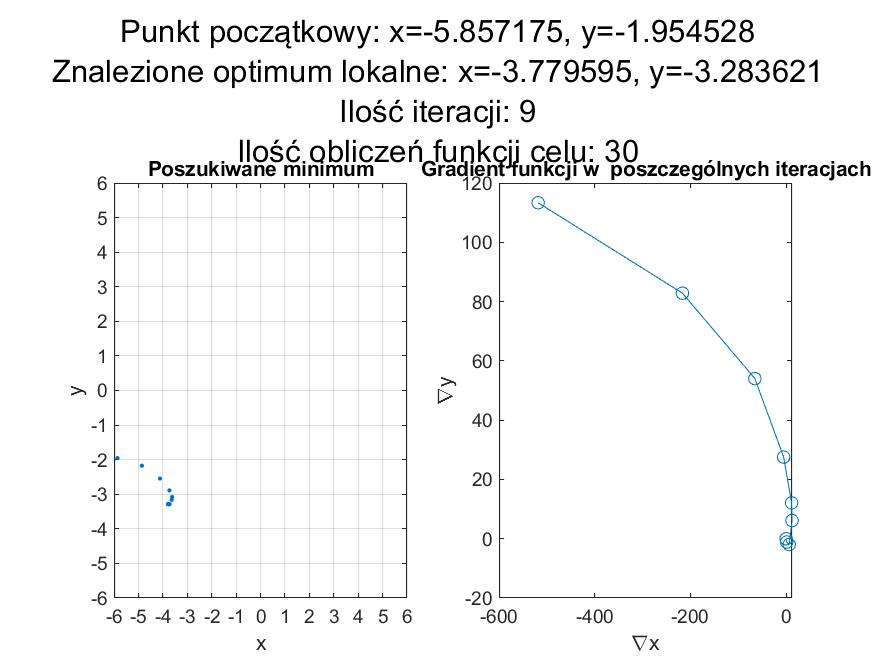 Punkt początkowy: x=-5.857175, y=-1.954528
Znalezione optimum lokalne: x=-3.779595, y=-3.283621
Ilość iteracji: 9
Ilość obliczeń funkcji celu: 30
Poszukiwane minimum
6
5
4
3
2
1
0
-1
-2
-3
-4
-5
-6
y
-6 -5 -4 -3 -2 -1 0 1 2 3 4 5 6
x
Gradient funkcji w poszczególnych iteracjach
120
100
80
60
40
20
0
-20
∇y
-600 -400 -200 0
∇x